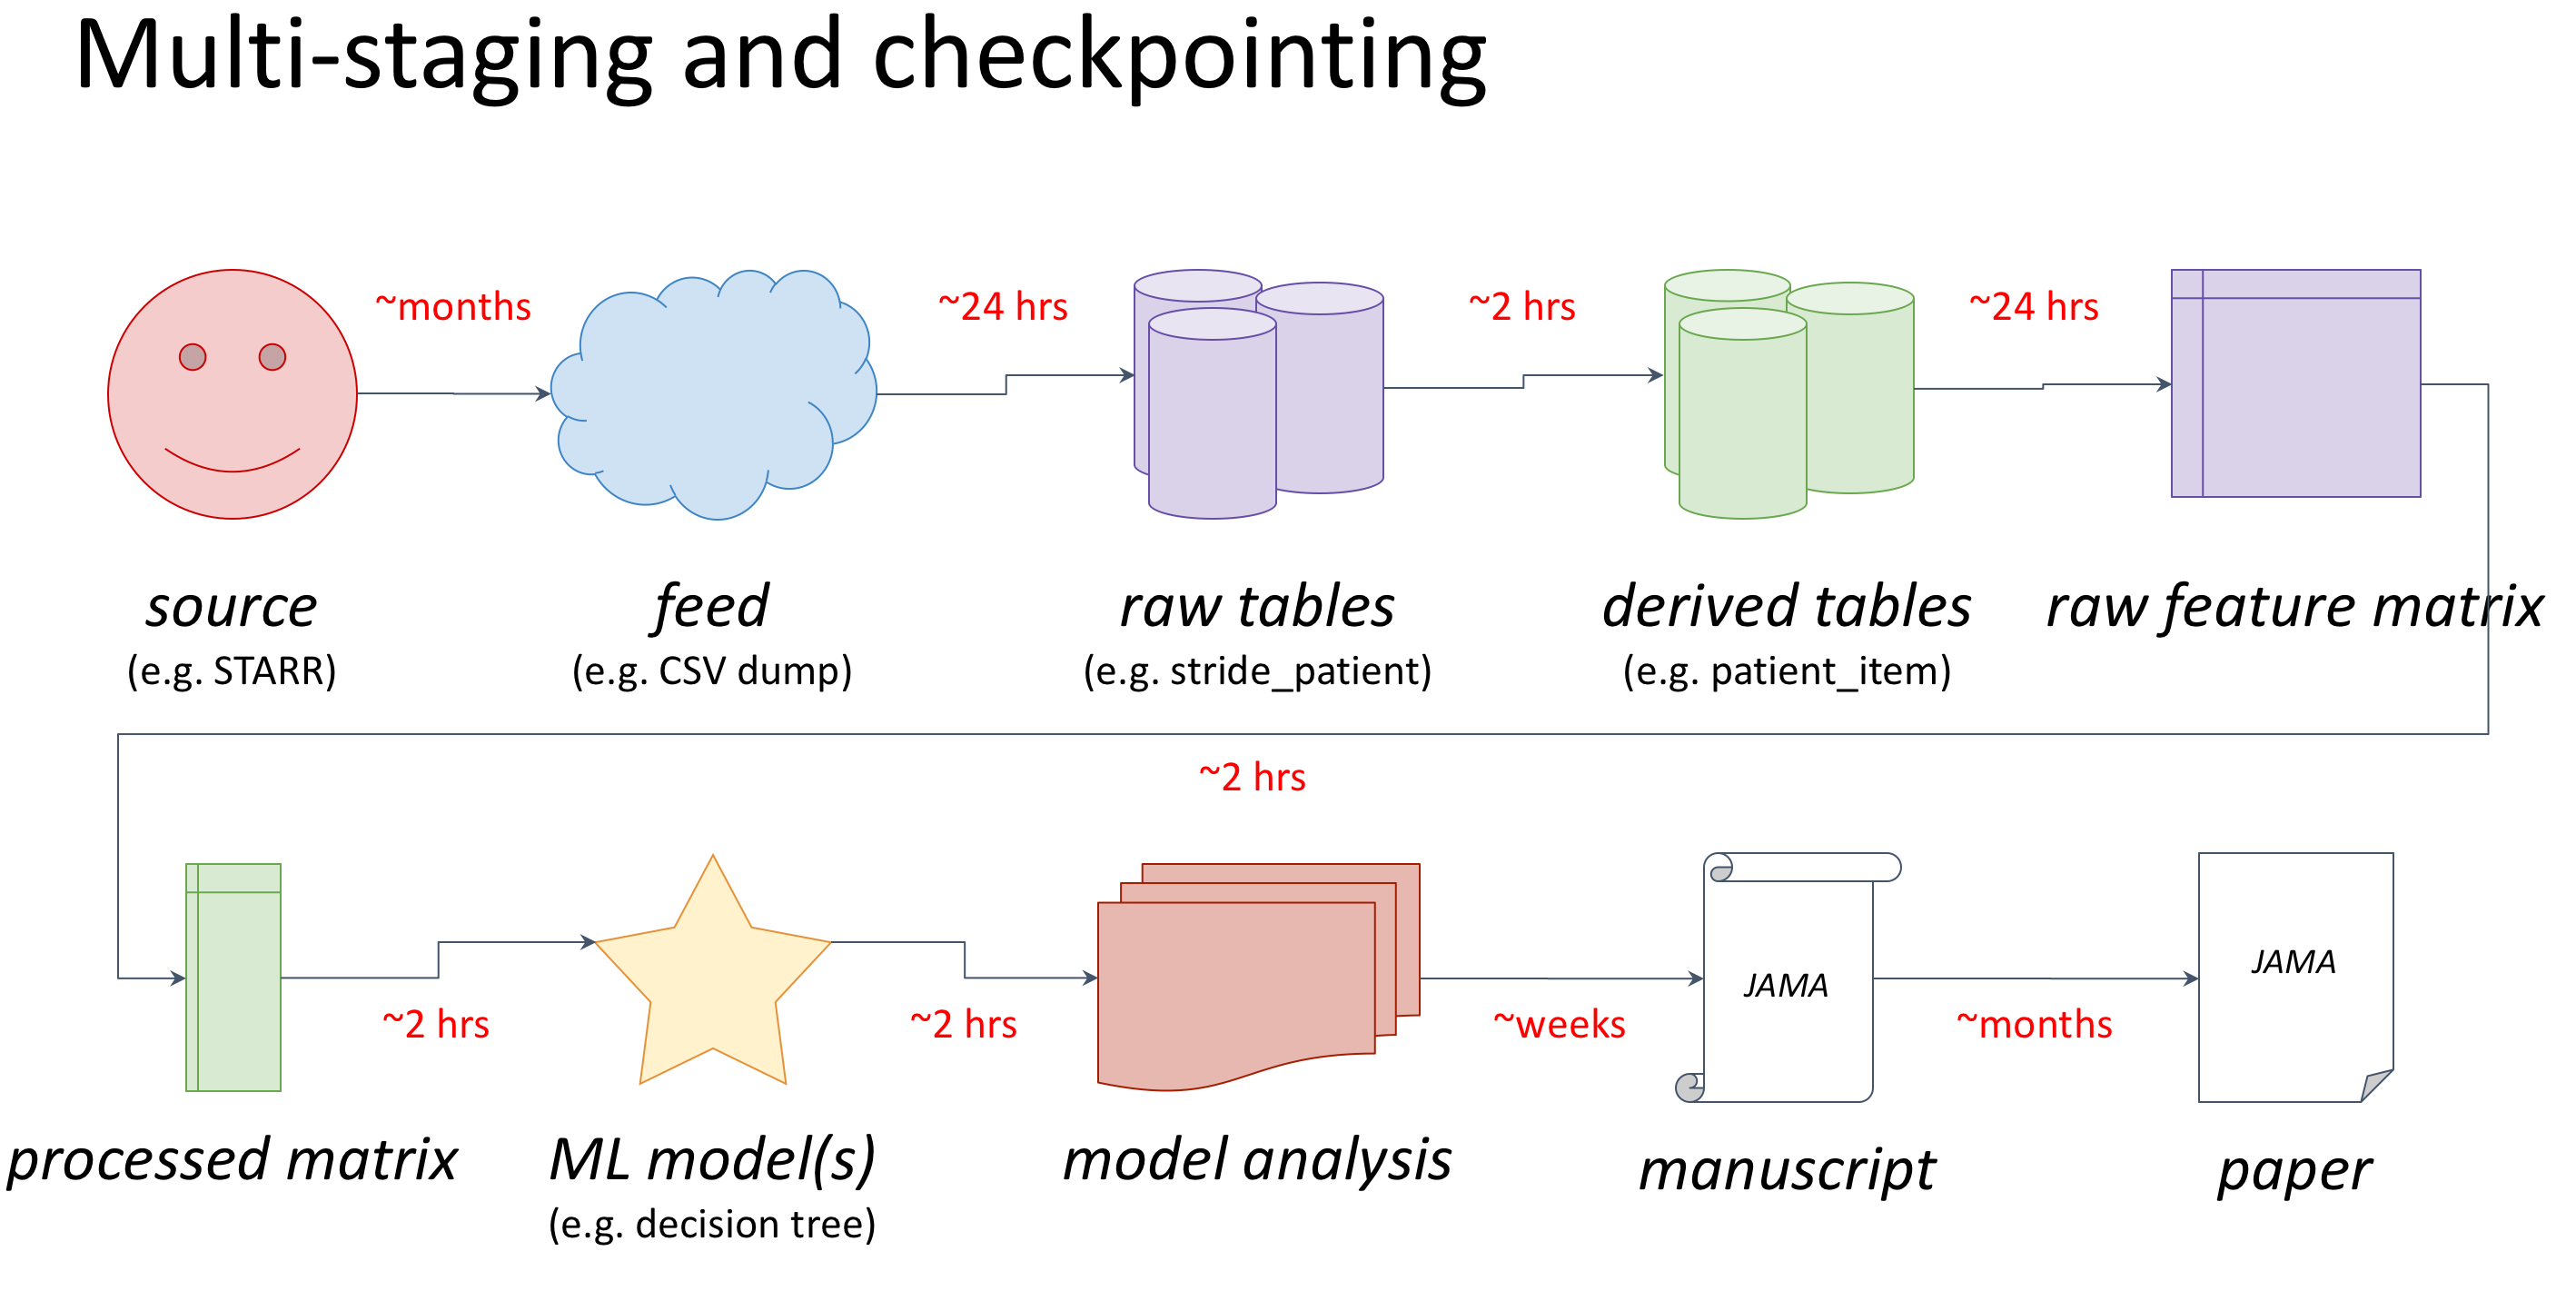 Multi-staging and checkpointing
~months
~24 hrs
~2 hrs
~24 hrs
source
(e.g. STARR)
feed
(e.g. CSV dump)
raw tables
(e.g. stride_patient)
derived tables
(e.g. patient_item)
raw feature matrix
~2 hrs
JAMA
JAMA
~2 hrs
~2 hrs
~weeks
~months
processed matrix
ML model(s)
(e.g. decision tree)
model analysis
manuscript
paper